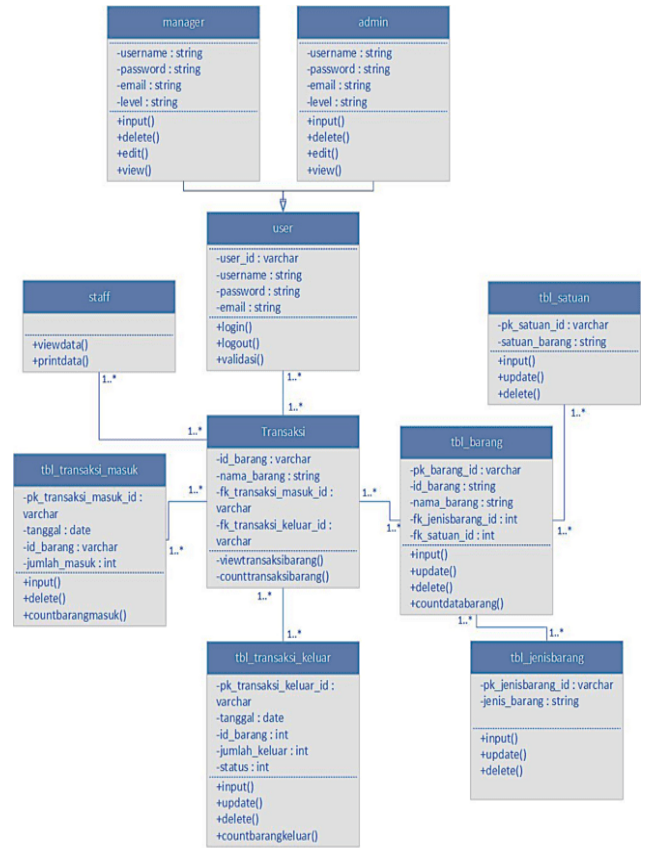 manager
-username : string
-password : string
-email : string
-level : string
+input()
+delete()
+edit()
+view()
admin
-username : string
-password : string
-email : string
-level : string
+input()
+delete()
+edit()
+view()
user
-user_id : varchar
-username : string
-password : string
-email : string
+login()
+logout()
+validasi()
1..*
1..*
staff
+viewdata()
+printdata()
1..*
1..*
tbl_satuan
-pk_satuan_id : varchar
-satuan_barang : string
+input()
+update()
+delete()
1..*
1..*
Transaksi
-id_barang : varchar
-nama_barang : string
-fk_transaksi_masuk_id :
varchar
-fk_transaksi_keluar_id :
varchar
-viewtransaksibarang()
-counttransaksibarang()
1..*
1..*
1..*
1..*
tbl_barang
-pk_barang_id : varchar
-id_barang : string
-nama_barang : string
-fk_jenisbarang_id : int
-fk_satuan_id : int
+input()
+update()
+delete()
+countdatabarang()
1..*
1..*
tbl_transaksi_masuk
-pk_transaksi_masuk_id :
varchar
-tanggal : date
-id_barang : varchar
-jumlah_masuk : int
+input()
+delete()
+countbarangmasuk()
1..*
1..*
tbl_transaksi_keluar
-pk_transaksi_keluar_id :
varchar
-tanggal : date
-id_barang : int
-jumlah_keluar : int
-status : int
+input()
+update()
+delete()
+countbarangkeluar()
tbl_jenisbarang
-pk_jenisbarang_id : varchar
-jenis_barang : string
+input()
+update()
+delete()